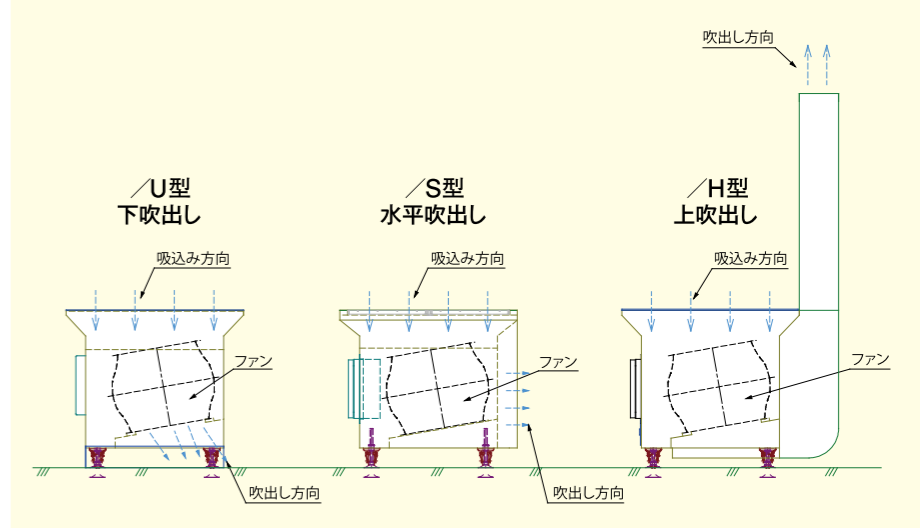 吹出し方向
／U型
下吹出し
／S型
水平吹出し
／H型
上吹出し
吸込み方向
吸込み方向
吸込み方向
ファン
ファン
ファン
吹出し方向
吹出し方向